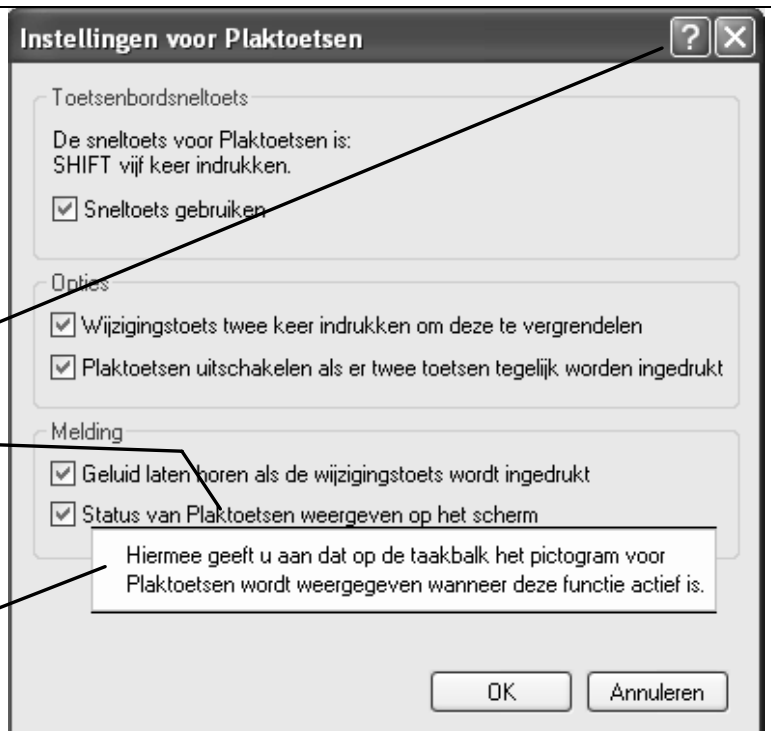 Instellingen voor Plaktoetsen
Toetsenbordsneltoets
De sneltoets voor Plaktoetsen is:
SHIFT vijf keer indrukken.
Sneltoets gebruiken
Opties
Wijzigingstoets twee keer indrukken om deze te vergrendelen
Plaktoetsen uitschakelen als er twee toetsen tegelijk worden ingedrukt
Melding
Geluid laten horen als de wijzigingstoets wordt ingedrukt
Status van Plaktoetsen weergeven op het scherm
Hiermee geeft u aan dat op de taakbalk het pictogram voor
Plaktoetsen wordt weergegeven wanneer deze functie actief is.
OK Annuleren